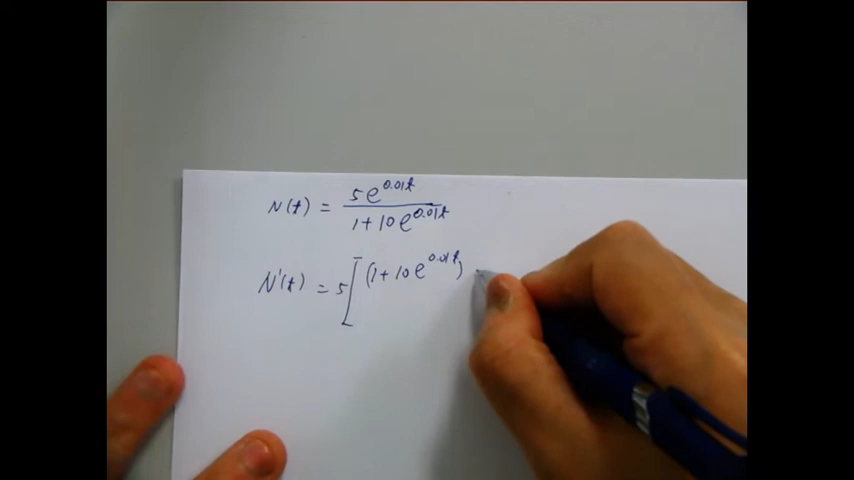 N(t) = 5e^0.01t / 1+10e^0.01t
N'(t) = 5[(1+10e^0.01t)